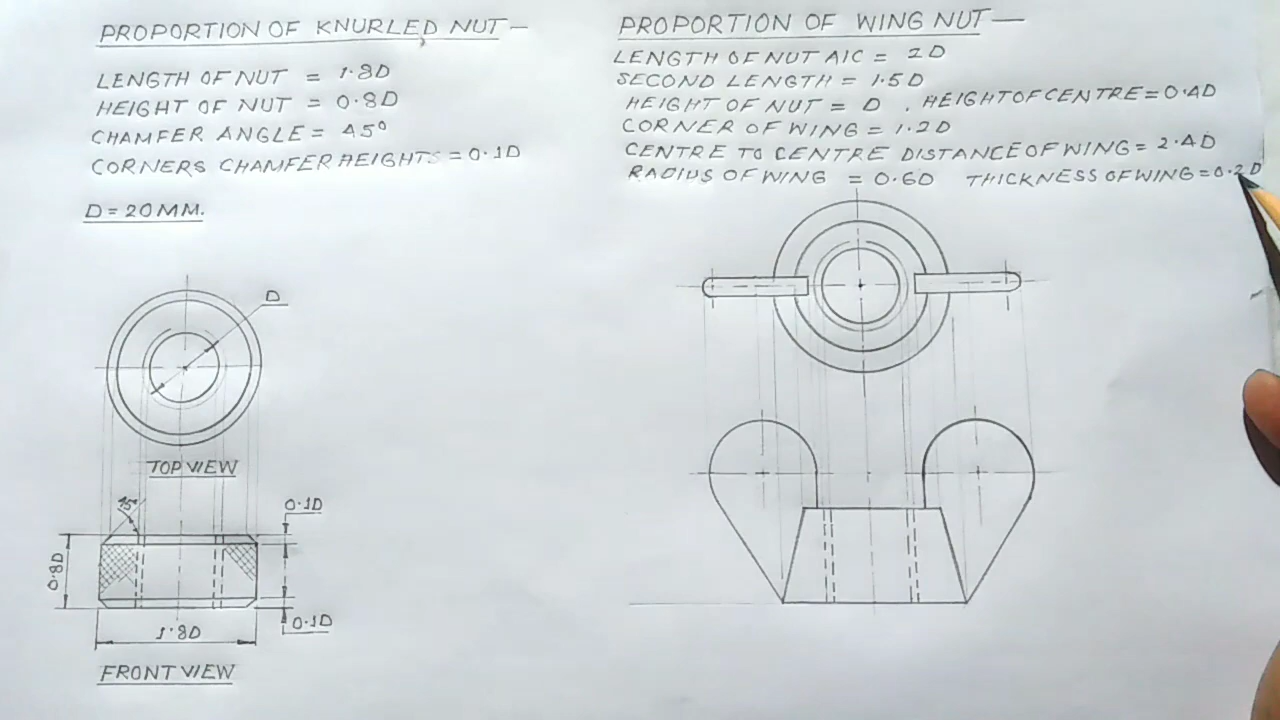 PROPORTION OF KNURLED NUT-
LENGTH OF NUT = 1.8D
HEIGHT OF NUT = 0.8D
CHAMFER ANGLE = 45°
CORNERS CHAMFER HEIGHTS = 0.1D
D = 20MM.
D
TOP VIEW
45°
0.1D
0.8D
0.1D
1.8D
FRONT VIEW
PROPORTION OF WING NUT-
LENGTH OF NUT A/C = 2D
SECOND LENGTH = 1.5D
HEIGHT OF NUT = D . HEIGHT OF CENTRE = 0.4D
CORNER OF WING = 1.2D
CENTRE TO CENTRE DISTANCE OF WING = 2.4D
RADIUS OF WING = 0.6D THICKNESS OF WING = 0.2D